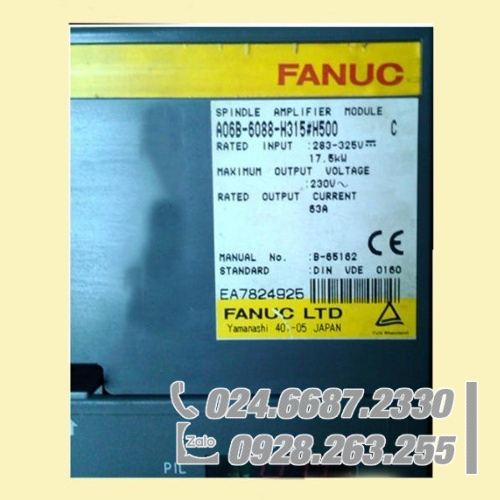 FANUC
SPINDLE AMPLIFIER MODULE
A06B-6088-H315#H500 C
RATED INPUT :283-325V⎓
17.5kW
MAXIMUM OUTPUT VOLTAGE
:230V~
RATED OUTPUT CURRENT
63A
MANUAL No. :B-65162
STANDARD :DIN VDE 0160
CE
EA7824925
FANUC LTD
Yamanashi 401-05 JAPAN
TUV Rheinland
024.6687.2330
Zalo 0928.263.255
PIL